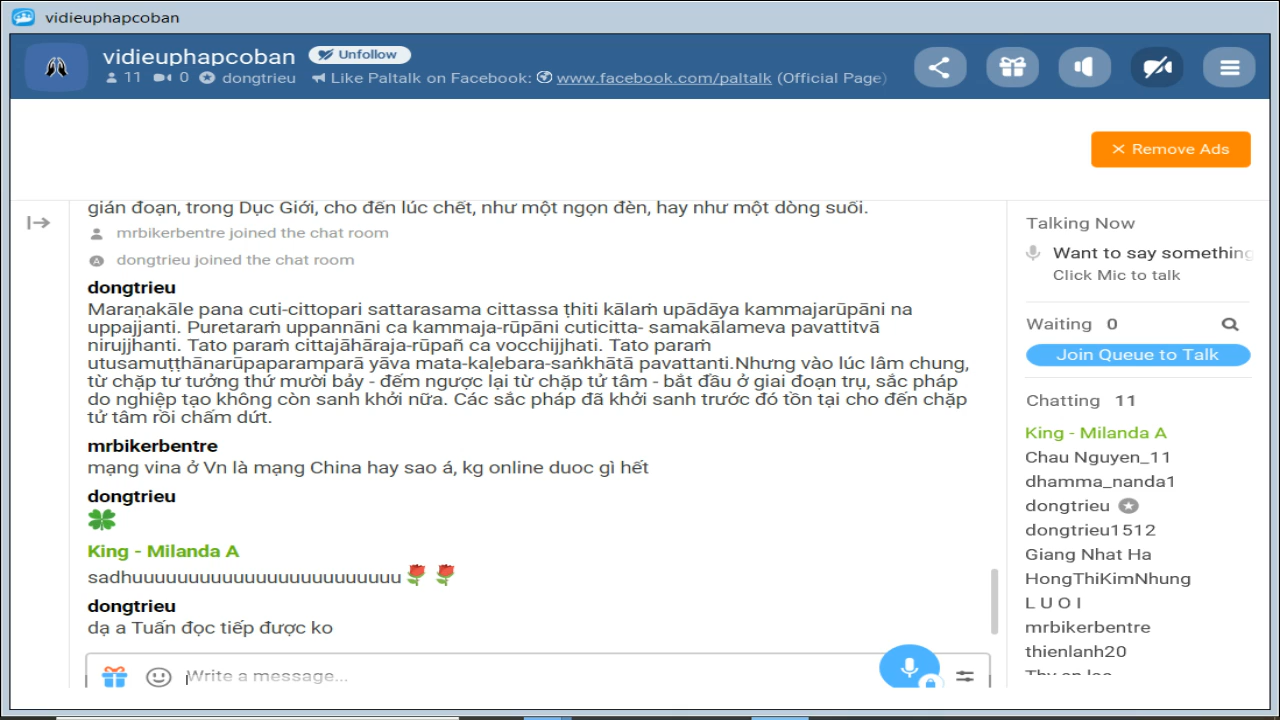 vidieuphapcoban
vidieuphapcoban Unfollow
11 0 dongtrieu Like Paltalk on Facebook: www.facebook.com/paltalk (Official Page)
Remove Ads
gián đoạn, trong Dục Giới, cho đến lúc chết, như một ngọn đèn, hay như một dòng suối.
mrbikerbentre joined the chat room
A dongtrieu joined the chat room
dongtrieu
Maraṇakāle pana cuti-cittopari sattarasama cittassa ṭhiti kālaṁ upādāya kammajarūpāni na
uppajjanti. Puretaraṁ uppannāni ca kammaja-rūpāni cuticitta- samakālameva pavattitvā
nirujjhanti. Tato paraṁ cittajāhāraja-rūpañ ca vocchijjhati. Tato paraṁ
utusamuṭṭhānarūpaparamparā yāva mata-kaḷebara-saṅkhātā pavattanti.Nhưng vào lúc lâm chung,
từ chặp tư tưởng thứ mười bảy - đếm ngược lại từ chặp tử tâm - bắt đầu ở giai đoạn trụ, sắc pháp
do nghiệp tạo không còn sanh khởi nữa. Các sắc pháp đã khởi sanh trước đó tồn tại cho đến chặp
tử tâm rồi chấm dứt.
mrbikerbentre
mạng vina ở Vn là mạng China hay sao á, kg online duoc gì hết
dongtrieu
King - Milanda A
sadhuuuuuuuuuuuuuuuuuuuuuuuu
dongtrieu
dạ a Tuấn đọc tiếp được ko
Write a message...
Talking Now
Want to say something
Click Mic to talk
Waiting 0
Join Queue to Talk
Chatting 11
King - Milanda A
Chau Nguyen_11
dhamma_nanda1
dongtrieu
dongtrieu1512
Giang Nhat Ha
HongThiKimNhung
L U O I
mrbikerbentre
thienlanh20